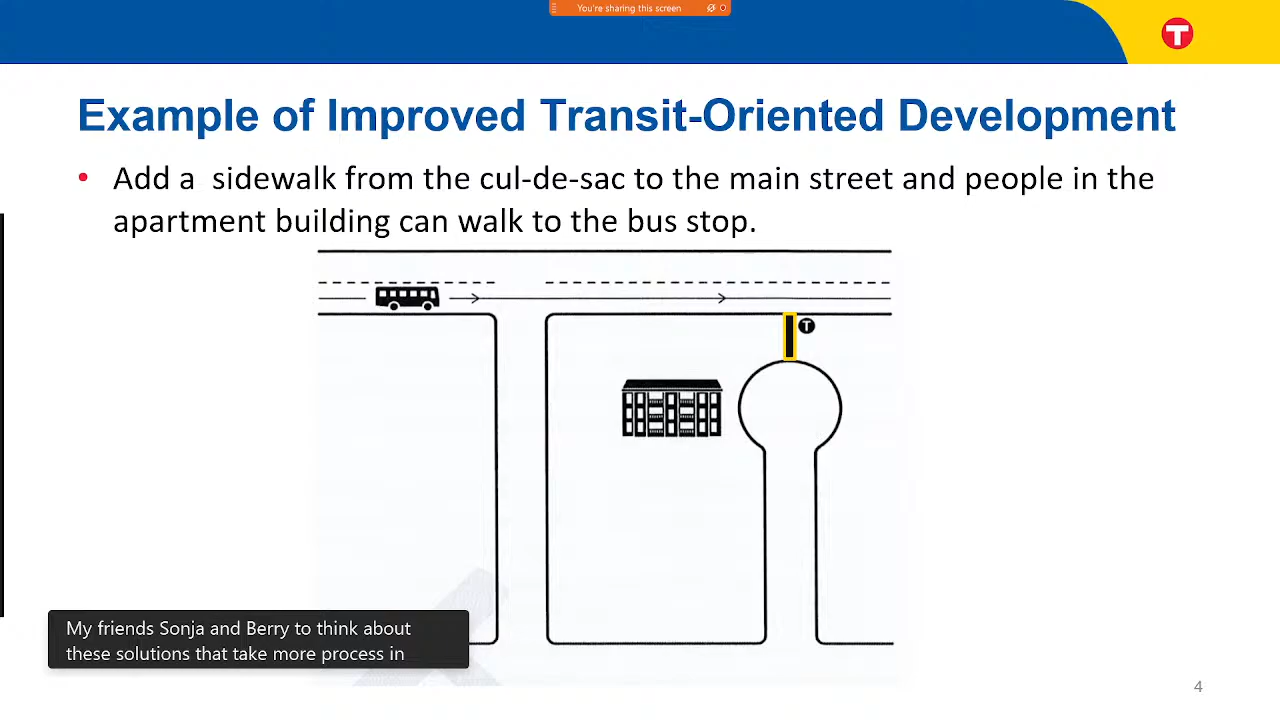 You're sharing this screen
T
Example of Improved Transit-Oriented Development
• Add a sidewalk from the cul-de-sac to the main street and people in the
apartment building can walk to the bus stop.
T
My friends Sonja and Berry to think about
these solutions that take more process in
4